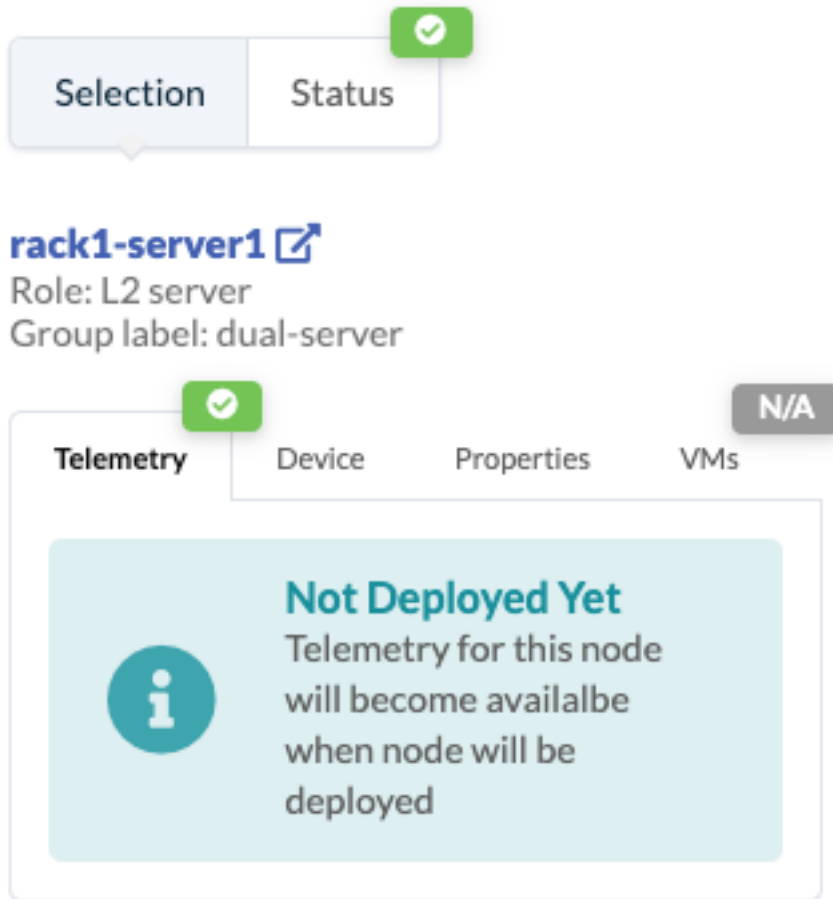 Selection Status
rack1-server1
Role: L2 server
Group label: dual-server
N/A
Telemetry Device Properties VMs
Not Deployed Yet
Telemetry for this node
will become availalbe
when node will be
deployed